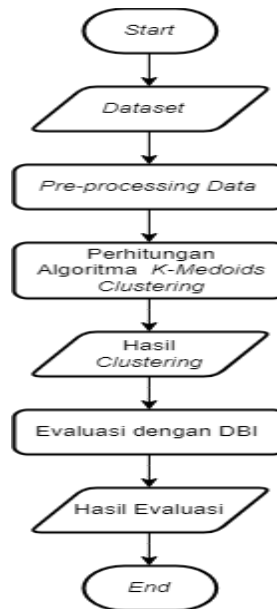 Start
Dataset
Pre-processing Data
Perhitungan
Algoritma K-Medoids
Clustering
Hasil
Clustering
Evaluasi dengan DBI
Hasil Evaluasi
End